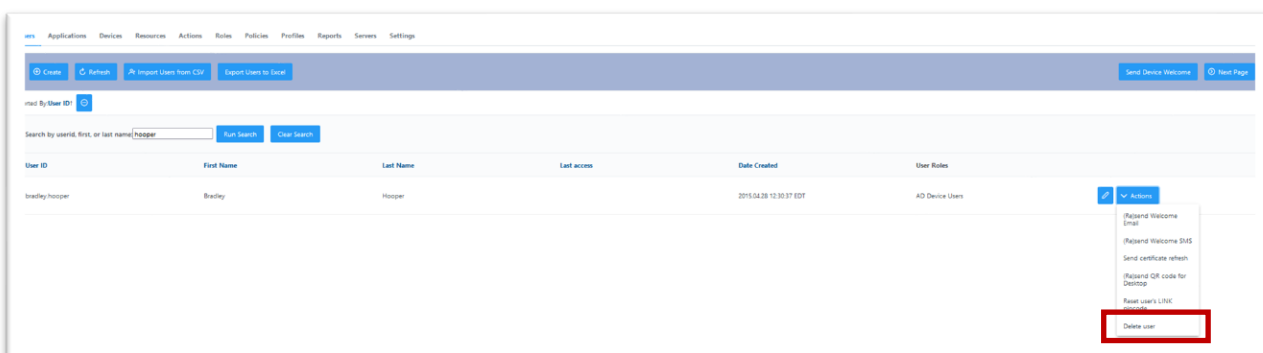 ers Applications Devices Resources Actions Roles Policies Profiles Reports Servers Settings
Create Refresh Import Users from CSV Export Users to Excel Send Device Welcome Next Page
rted By:User ID↑
Search by userid, first, or last name: hooper Run Search Clear Search
User ID First Name Last Name Last access Date Created User Roles
bradley.hooper Bradley Hooper 2015.04.28 12:30:37 EDT AD Device Users Actions
(Re)send Welcome
Email
(Re)send Welcome SMS
Send certificate refresh
(Re)send QR code for
Desktop
Reset user's LINK
pincode
Delete user